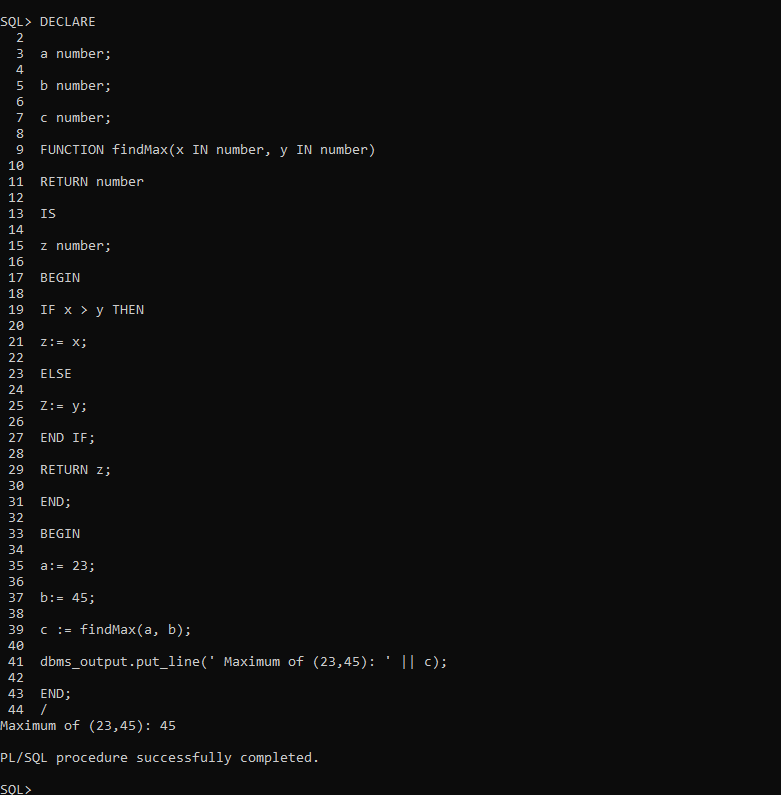 SQL> DECLARE
  2
  3  a number;
  4
  5  b number;
  6
  7  c number;
  8
  9  FUNCTION findMax(x IN number, y IN number)
 10
 11  RETURN number
 12
 13  IS
 14
 15  z number;
 16
 17  BEGIN
 18
 19  IF x > y THEN
 20
 21  z:= x;
 22
 23  ELSE
 24
 25  Z:= y;
 26
 27  END IF;
 28
 29  RETURN z;
 30
 31  END;
 32
 33  BEGIN
 34
 35  a:= 23;
 36
 37  b:= 45;
 38
 39  c := findMax(a, b);
 40
 41  dbms_output.put_line(' Maximum of (23,45): ' || c);
 42
 43  END;
 44  /
Maximum of (23,45): 45

PL/SQL procedure successfully completed.

SQL>